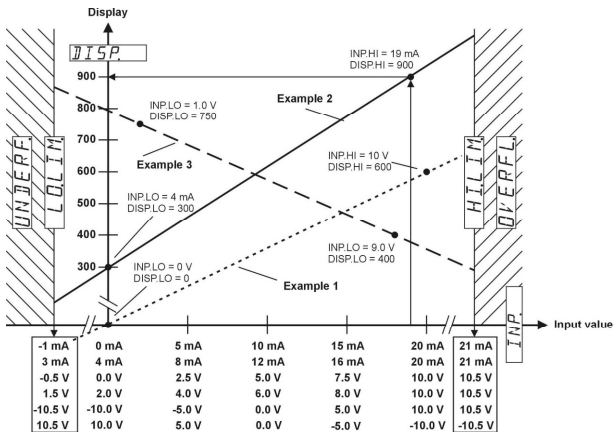 Display
DISP.
900
800
700
600
500
400
300
INP.HI = 19 mA
DISP.HI = 900
INP.LO = 1.0 V
DISP.LO = 750
Example 2
Example 3
INP.HI = 10 V
DISP.HI = 600
INP.LO = 4 mA
DISP.LO = 300
INP.LO = 0 V
DISP.LO = 0
INP.LO = 9.0 V
DISP.LO = 400
Example 1
UNDERF.
LO.LIM.
HI.LIM.
OVERFL.
INP.
Input value
-1 mA 0 mA 5 mA 10 mA 15 mA 20 mA 21 mA
3 mA 4 mA 8 mA 12 mA 16 mA 20 mA 21 mA
-0.5 V 0.0 V 2.5 V 5.0 V 7.5 V 10.0 V 10.5 V
1.5 V 2.0 V 4.0 V 6.0 V 8.0 V 10.0 V 10.5 V
-10.5 V -10.0 V -5.0 V 0.0 V 5.0 V 10.0 V 10.5 V
10.5 V 10.0 V 5.0 V 0.0 V -5.0 V -10.0 V -10.5 V